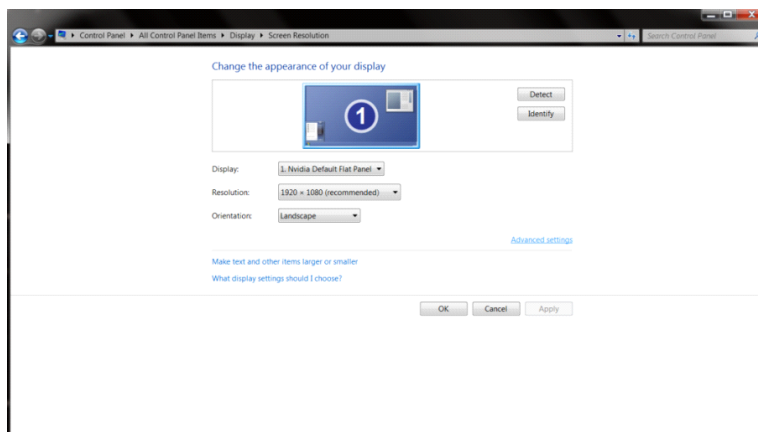 Control Panel ▸ All Control Panel Items ▸ Display ▸ Screen Resolution
Search Control Panel
Change the appearance of your display
1
Detect
Identify
Display: 1. Nvidia Default Flat Panel
Resolution: 1920 × 1080 (recommended)
Orientation: Landscape
Advanced settings
Make text and other items larger or smaller
What display settings should I choose?
OK Cancel Apply